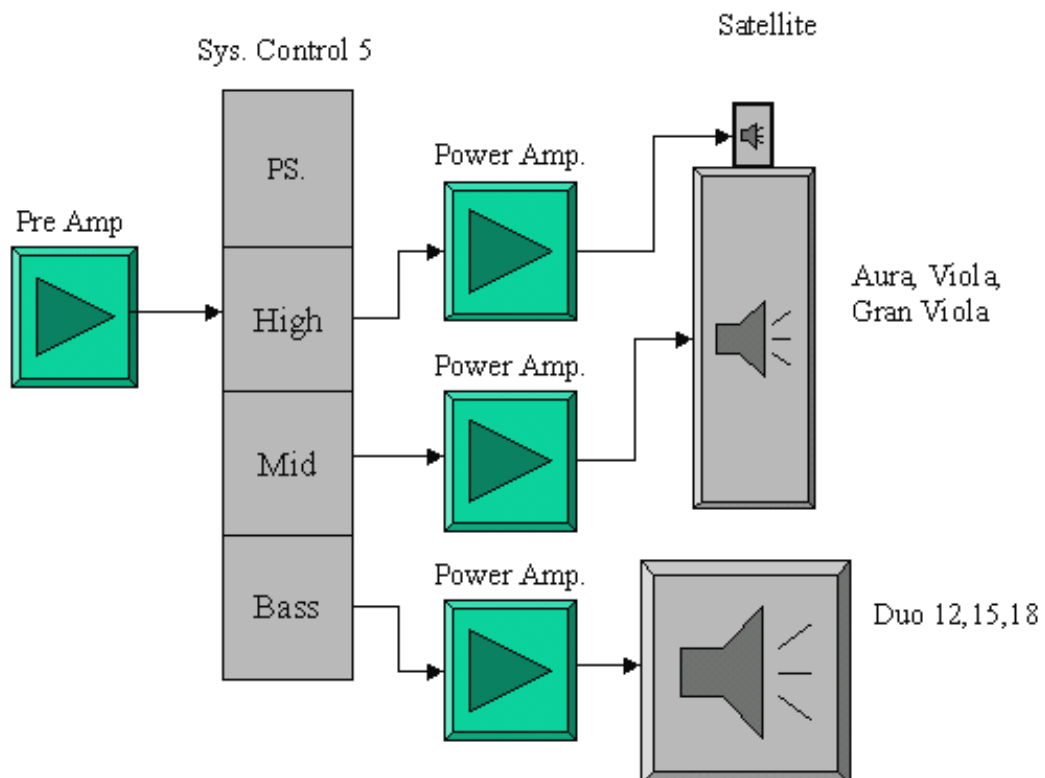 Satellite
Sys. Control 5
PS.
Power Amp.
Pre Amp
High
Aura, Viola,
Gran Viola
Power Amp.
Mid
Power Amp.
Bass
Duo 12,15,18